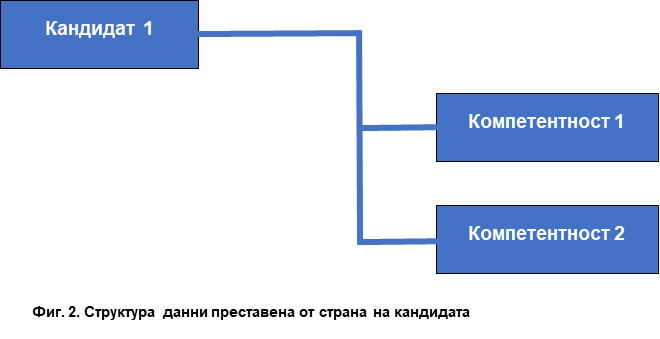 Кандидат 1
Компетентност 1
Компетентност 2
Фиг. 2. Структура данни преставена от страна на кандидата